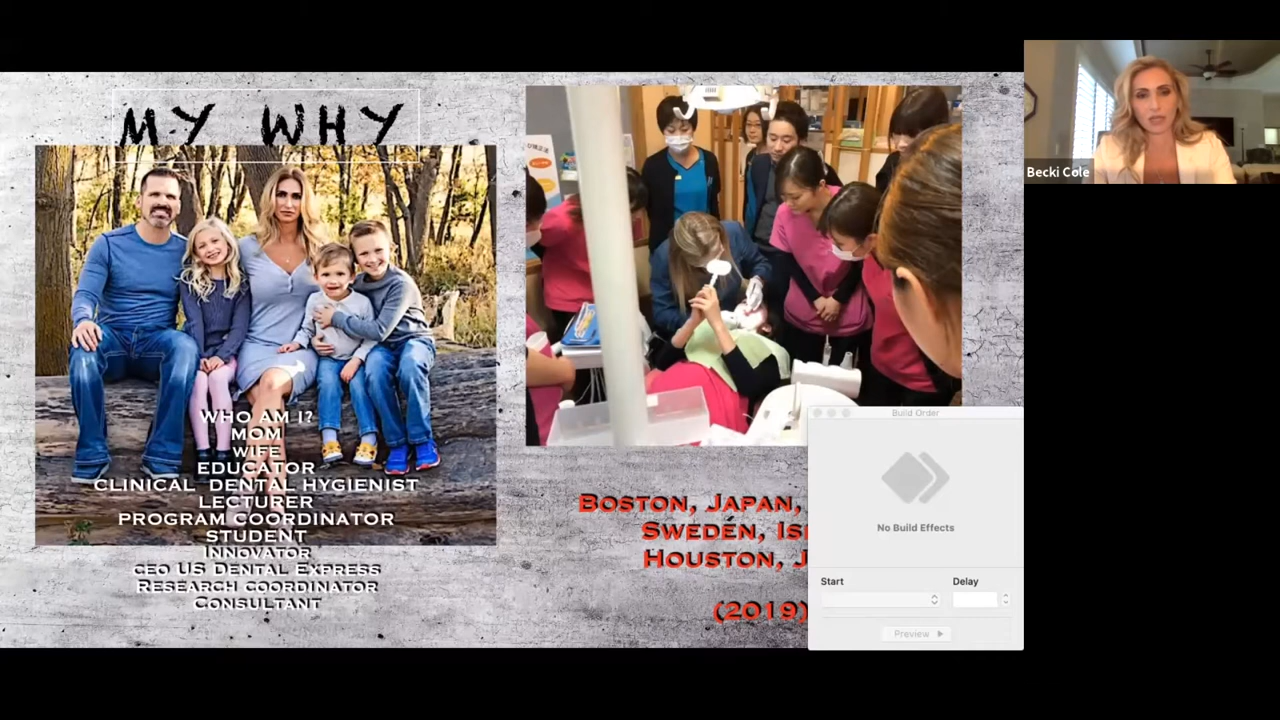 MY WHY
WHO AM I?
MOM
WIFE
EDUCATOR
CLINICAL DENTAL HYGIENIST
LECTURER
PROGRAM COORDINATOR
STUDENT
INNOVATOR
CEO US DENTAL EXPRESS
RESEARCH COORDINATOR
CONSULTANT
BOSTON, JAPAN,
SWEDEN, IS
HOUSTON, J
(2019)
Build Order
No Build Effects
Start
Delay
Preview
Becki Cole